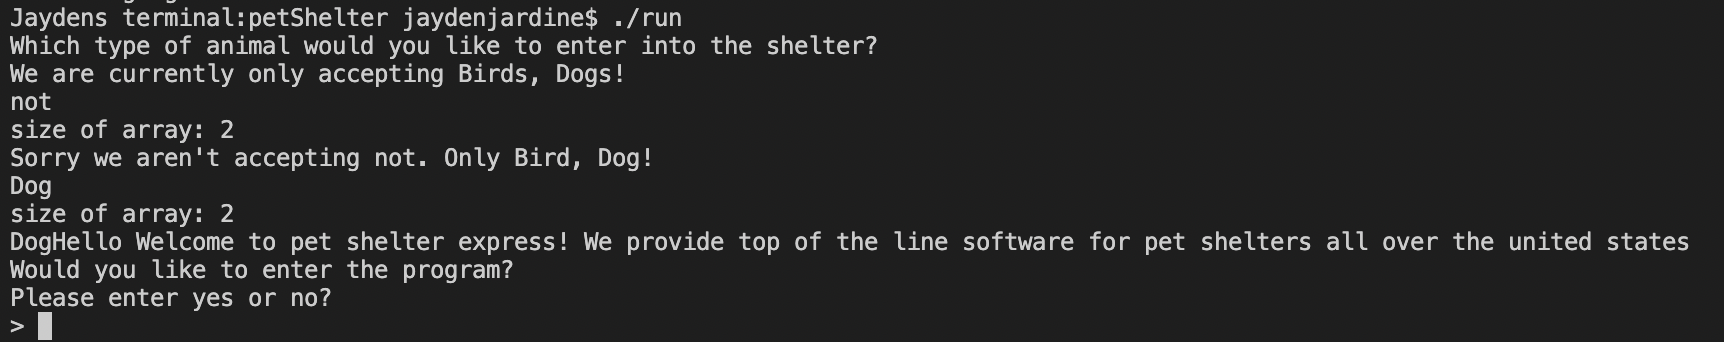 Jaydens terminal:petShelter jaydenjardine$ ./run
Which type of animal would you like to enter into the shelter?
We are currently only accepting Birds, Dogs!
not
size of array: 2
Sorry we aren't accepting not. Only Bird, Dog!
Dog
size of array: 2
DogHello Welcome to pet shelter express! We provide top of the line software for pet shelters all over the united states
Would you like to enter the program?
Please enter yes or no?
>